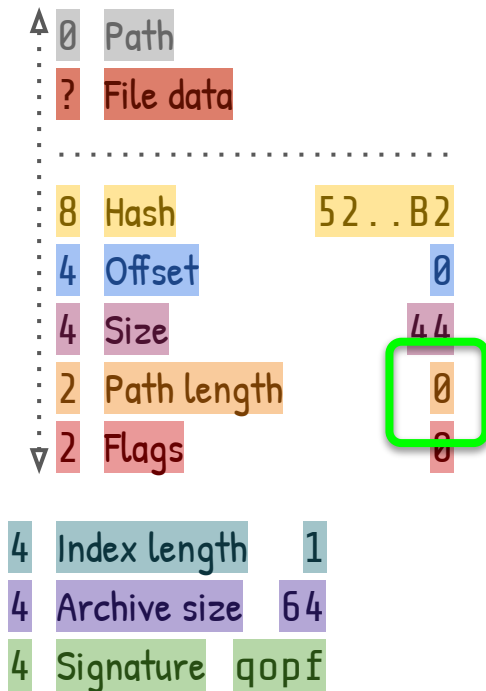 0 Path
? File data
8 Hash 52..B2
4 Offset 0
4 Size 44
2 Path length 0
2 Flags 0
4 Index length 1
4 Archive size 64
4 Signature qopf